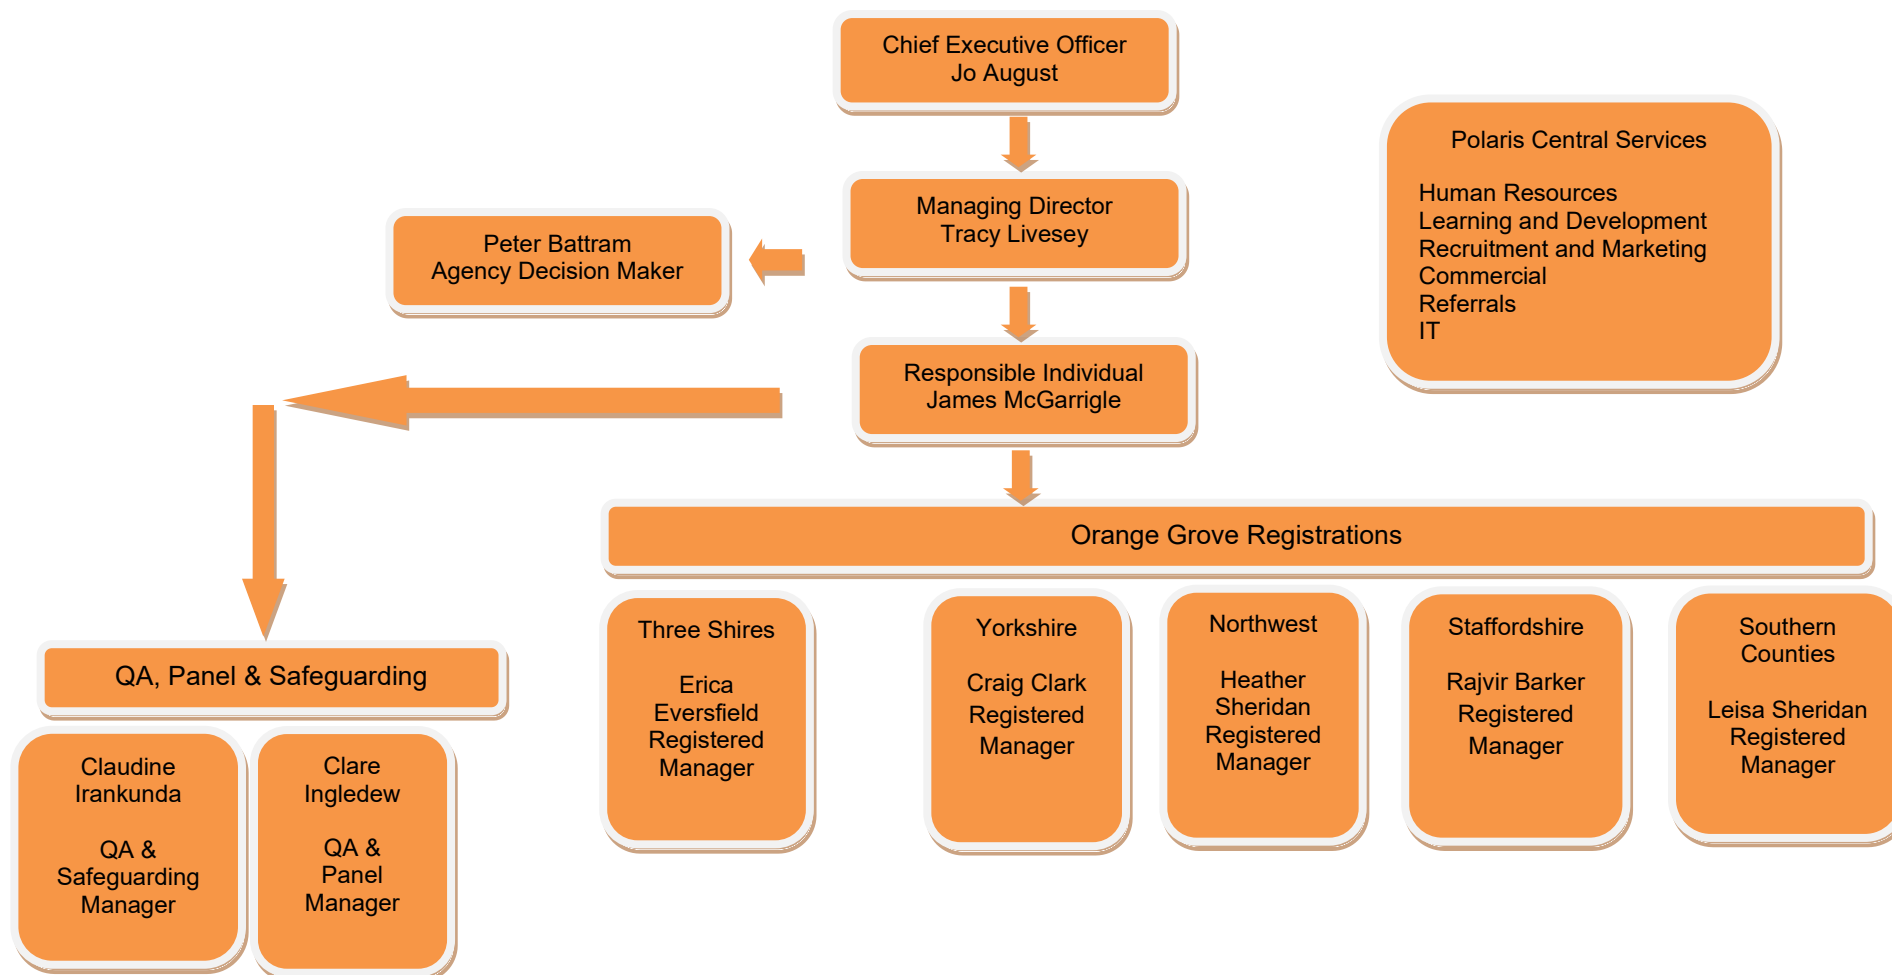 Chief Executive Officer
Jo August
Polaris Central Services
Human Resources
Learning and Development
Recruitment and Marketing
Commercial
Referrals
IT
Managing Director
Tracy Livesey
Peter Battram
Agency Decision Maker
Responsible Individual
James McGarrigle
Orange Grove Registrations
Three Shires
Erica
Eversfield
Registered
Manager
Yorkshire
Craig Clark
Registered
Manager
Northwest
Heather
Sheridan
Registered
Manager
Staffordshire
Rajvir Barker
Registered
Manager
Southern
Counties
Leisa Sheridan
Registered
Manager
QA, Panel & Safeguarding
Claudine
Irankunda
QA &
Safeguarding
Manager
Clare
Ingledew
QA &
Panel
Manager